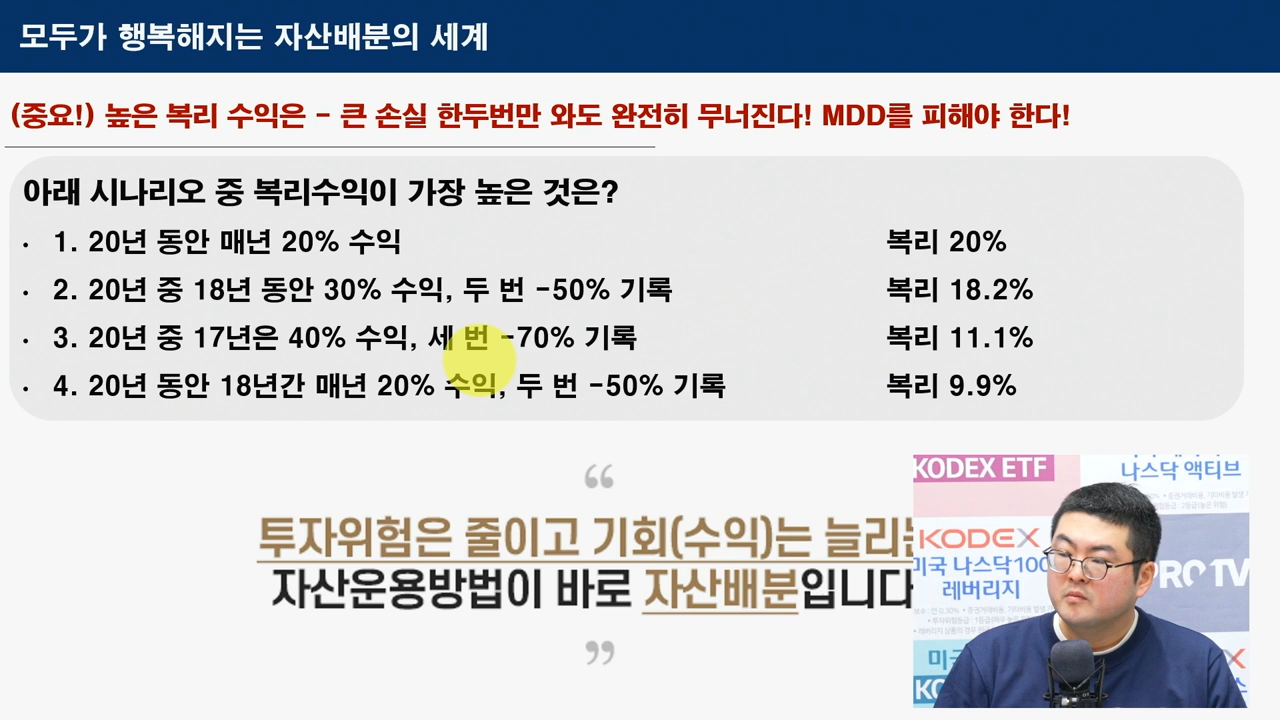 모두가 행복해지는 자산배분의 세계
(중요!) 높은 복리 수익은 - 큰 손실 한두번만 와도 완전히 무너진다! MDD를 피해야 한다!
아래 시나리오 중 복리수익이 가장 높은 것은?
• 1. 20년 동안 매년 20% 수익 복리 20%
• 2. 20년 중 18년 동안 30% 수익, 두 번 -50% 기록 복리 18.2%
• 3. 20년 중 17년은 40% 수익, 세 번 -70% 기록 복리 11.1%
• 4. 20년 동안 18년간 매년 20% 수익, 두 번 -50% 기록 복리 9.9%
“
투자위험은 줄이고 기회(수익)는 늘리는
자산운용방법이 바로 자산배분입니다
”
KODEX ETF
나스닥 액티브
KODEX
미국 나스닥100
레버리지
PRO TV
미국